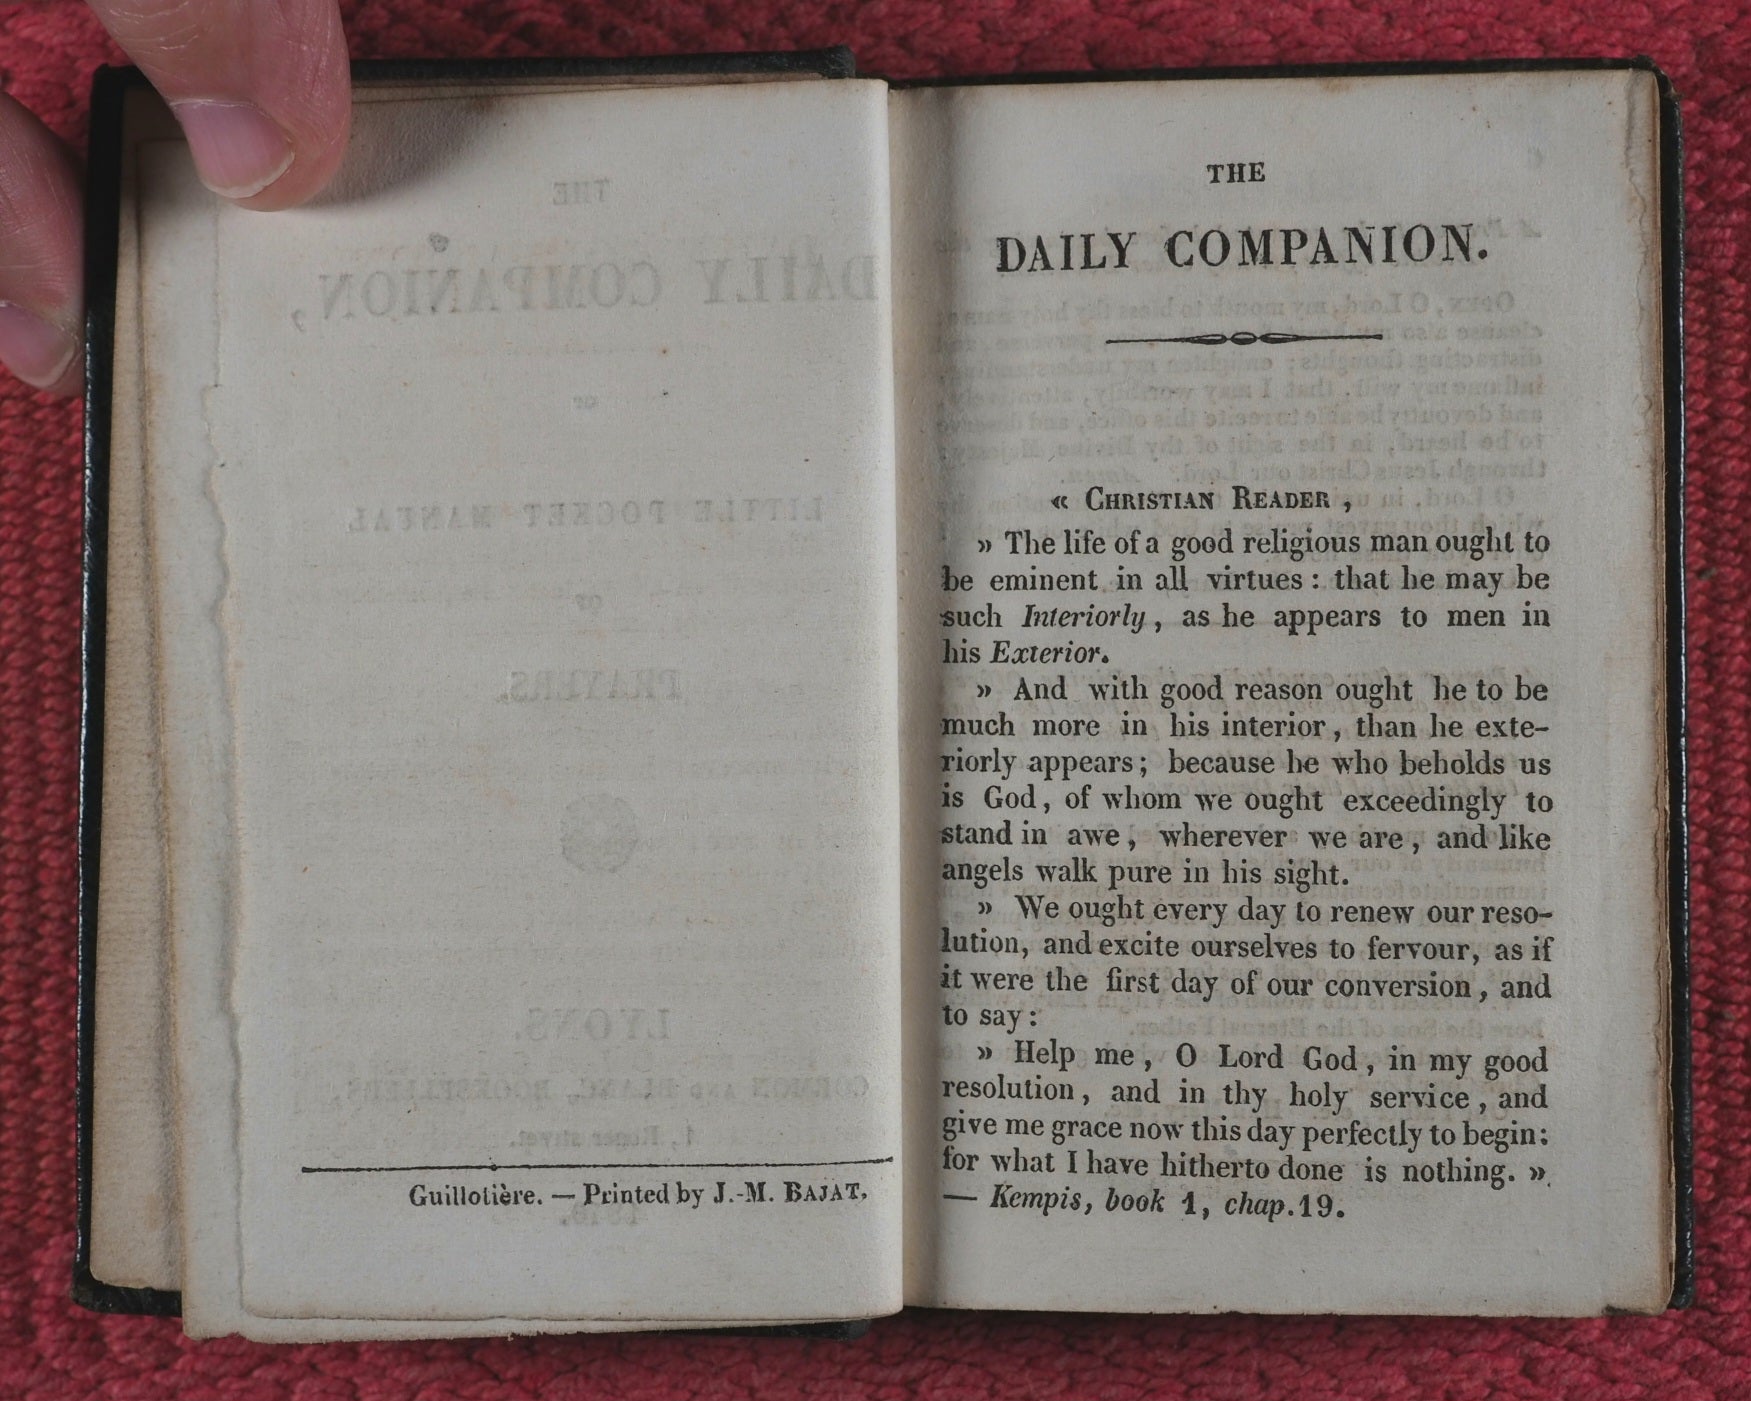 Guillotière. — Printed by J.-M. BAJAT.
THE
DAILY COMPANION.
« CHRISTIAN READER ,
» The life of a good religious man ought to
be eminent in all virtues : that he may be
such Interiorly , as he appears to men in
his Exterior.
» And with good reason ought he to be
much more in his interior , than he exte-
riorly appears ; because he who beholds us
is God , of whom we ought exceedingly to
stand in awe , wherever we are , and like
angels walk pure in his sight.
» We ought every day to renew our reso-
lution, and excite ourselves to fervour, as if
it were the first day of our conversion , and
to say :
» Help me , O Lord God , in my good
resolution , and in thy holy service , and
give me grace now this day perfectly to begin:
for what I have hitherto done is nothing. ».
— Kempis, book 1, chap. 19.